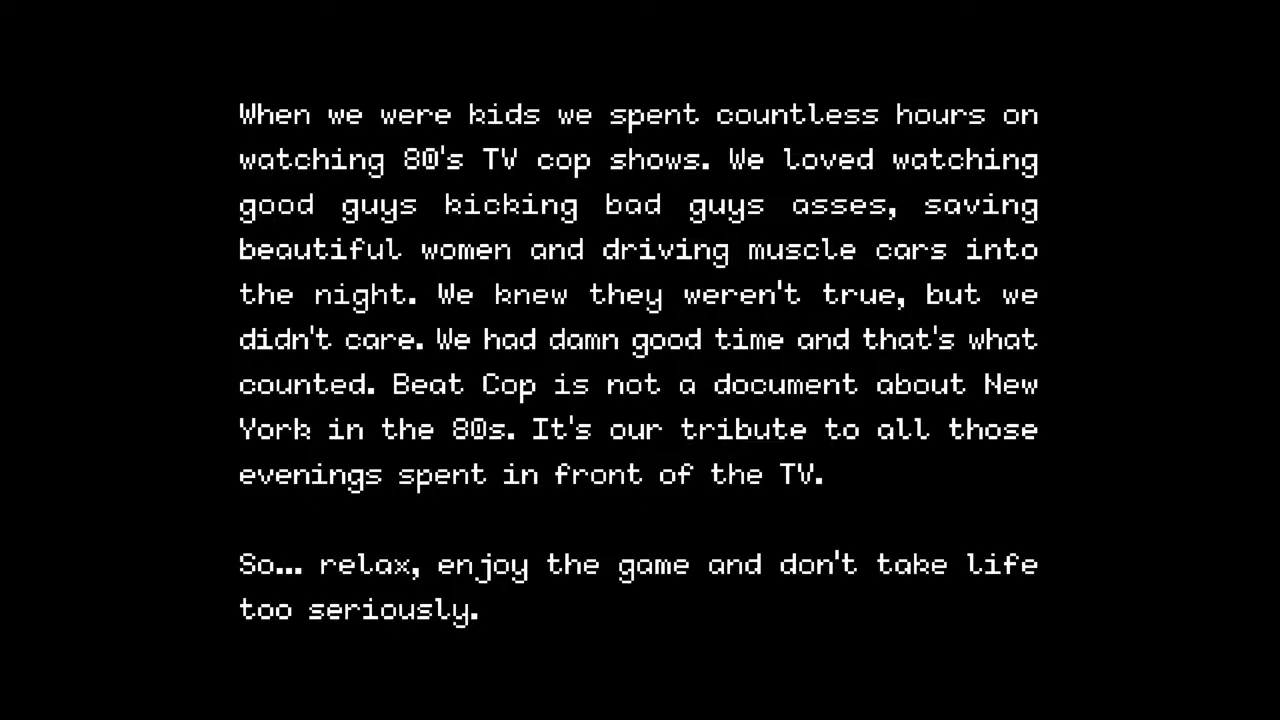 When we were kids we spent countless hours on
watching 80's TV cop shows. We loved watching
good guys kicking bad guys asses, saving
beautiful women and driving muscle cars into
the night. We knew they weren't true, but we
didn't care. We had damn good time and that's what
counted. Beat Cop is not a document about New
York in the 80s. It's our tribute to all those
evenings spent in front of the TV.
So... relax, enjoy the game and don't take life
too seriously.